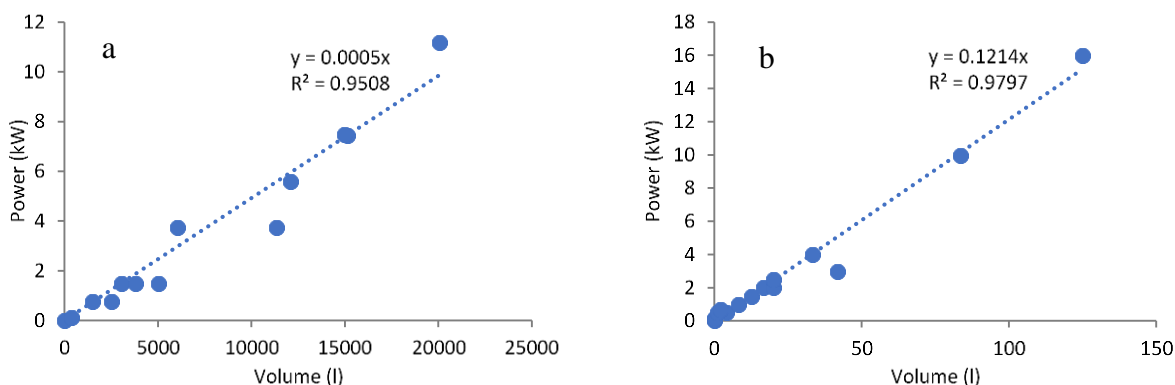 a
y = 0.0005x
R² = 0.9508
12
10
8
6
4
2
0
Power (kW)
0 5000 10000 15000 20000 25000
Volume (l)
b
y = 0.1214x
R² = 0.9797
18
16
14
12
10
8
6
4
2
0
Power (kW)
0 50 100 150
Volume (l)